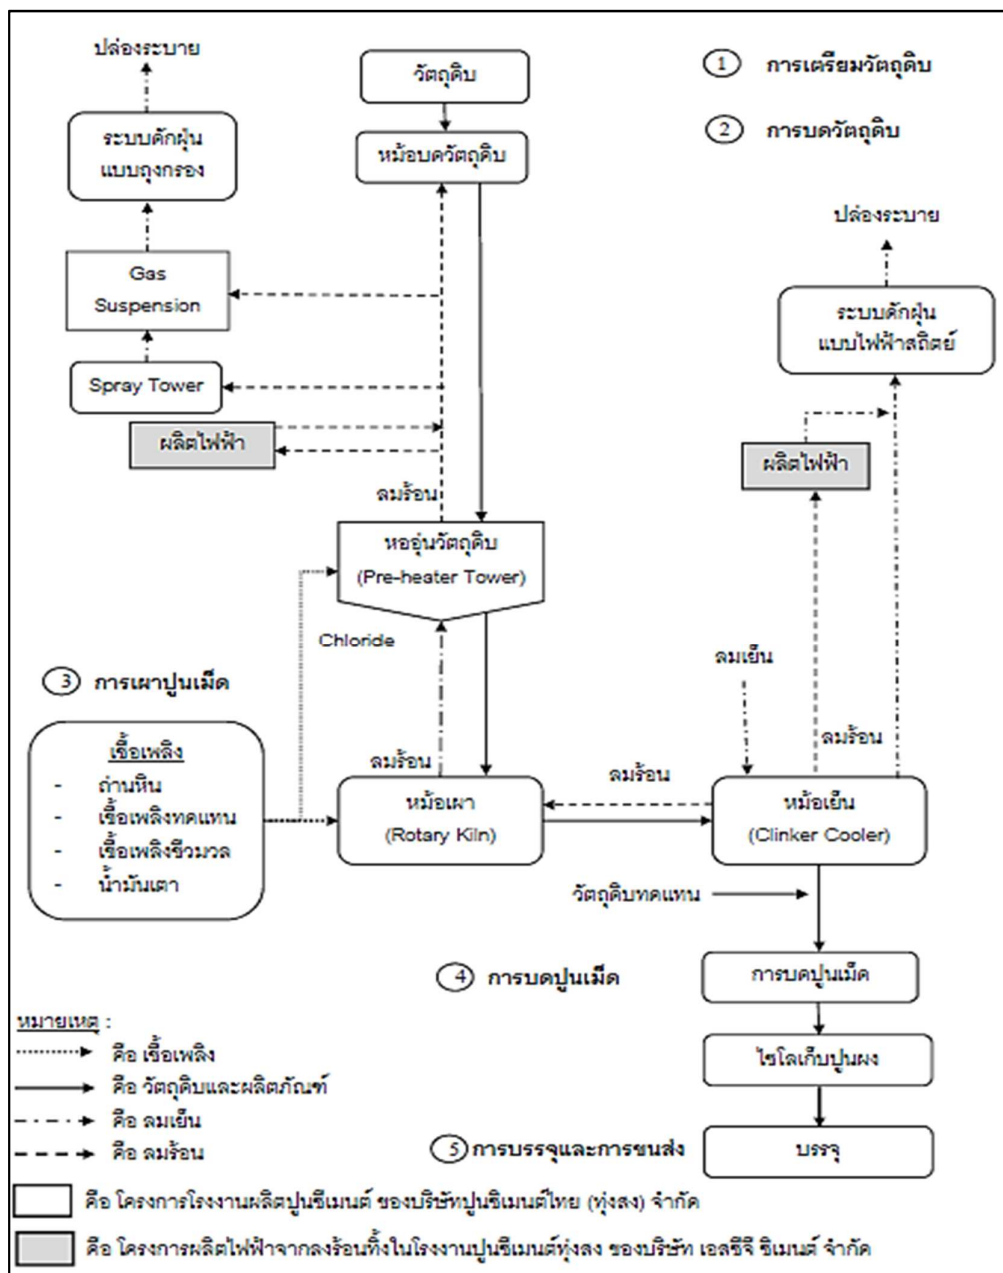 ปล่องระบาย
ระบบดักฝุ่น
แบบถุงกรอง
Gas
Suspension
Spray Tower
ผลิตไฟฟ้า
วัตถุดิบ
หม้อบดวัตถุดิบ
ลมร้อน
หออุ่นวัตถุดิบ
(Pre-heater Tower)
Chloride
① การเตรียมวัตถุดิบ
② การบดวัตถุดิบ
ปล่องระบาย
ระบบดักฝุ่น
แบบไฟฟ้าสถิตย์
ผลิตไฟฟ้า
ลมเย็น
ลมร้อน
③ การเผาปูนเม็ด
เชื้อเพลิง
- ถ่านหิน
- เชื้อเพลิงทดแทน
- เชื้อเพลิงชีวมวล
- น้ำมันเตา
ลมร้อน
หม้อเผา
(Rotary Kiln)
ลมร้อน
หม้อเย็น
(Clinker Cooler)
วัตถุดิบทดแทน
④ การบดปูนเม็ด
การบดปูนเม็ด
ไซโลเก็บปูนผง
⑤ การบรรจุและการขนส่ง
บรรจุ
หมายเหตุ :
คือ เชื้อเพลิง
คือ วัตถุดิบและผลิตภัณฑ์
คือ ลมเย็น
คือ ลมร้อน
คือ โครงการโรงงานผลิตปูนซีเมนต์ ของบริษัทปูนซิเมนต์ไทย (ทุ่งสง) จำกัด
คือ โครงการผลิตไฟฟ้าจากลงร้อนทิ้งในโรงงานปูนซีเมนต์ทุ่งสง ของบริษัท เอสซีจี ซิเมนต์ จำกัด